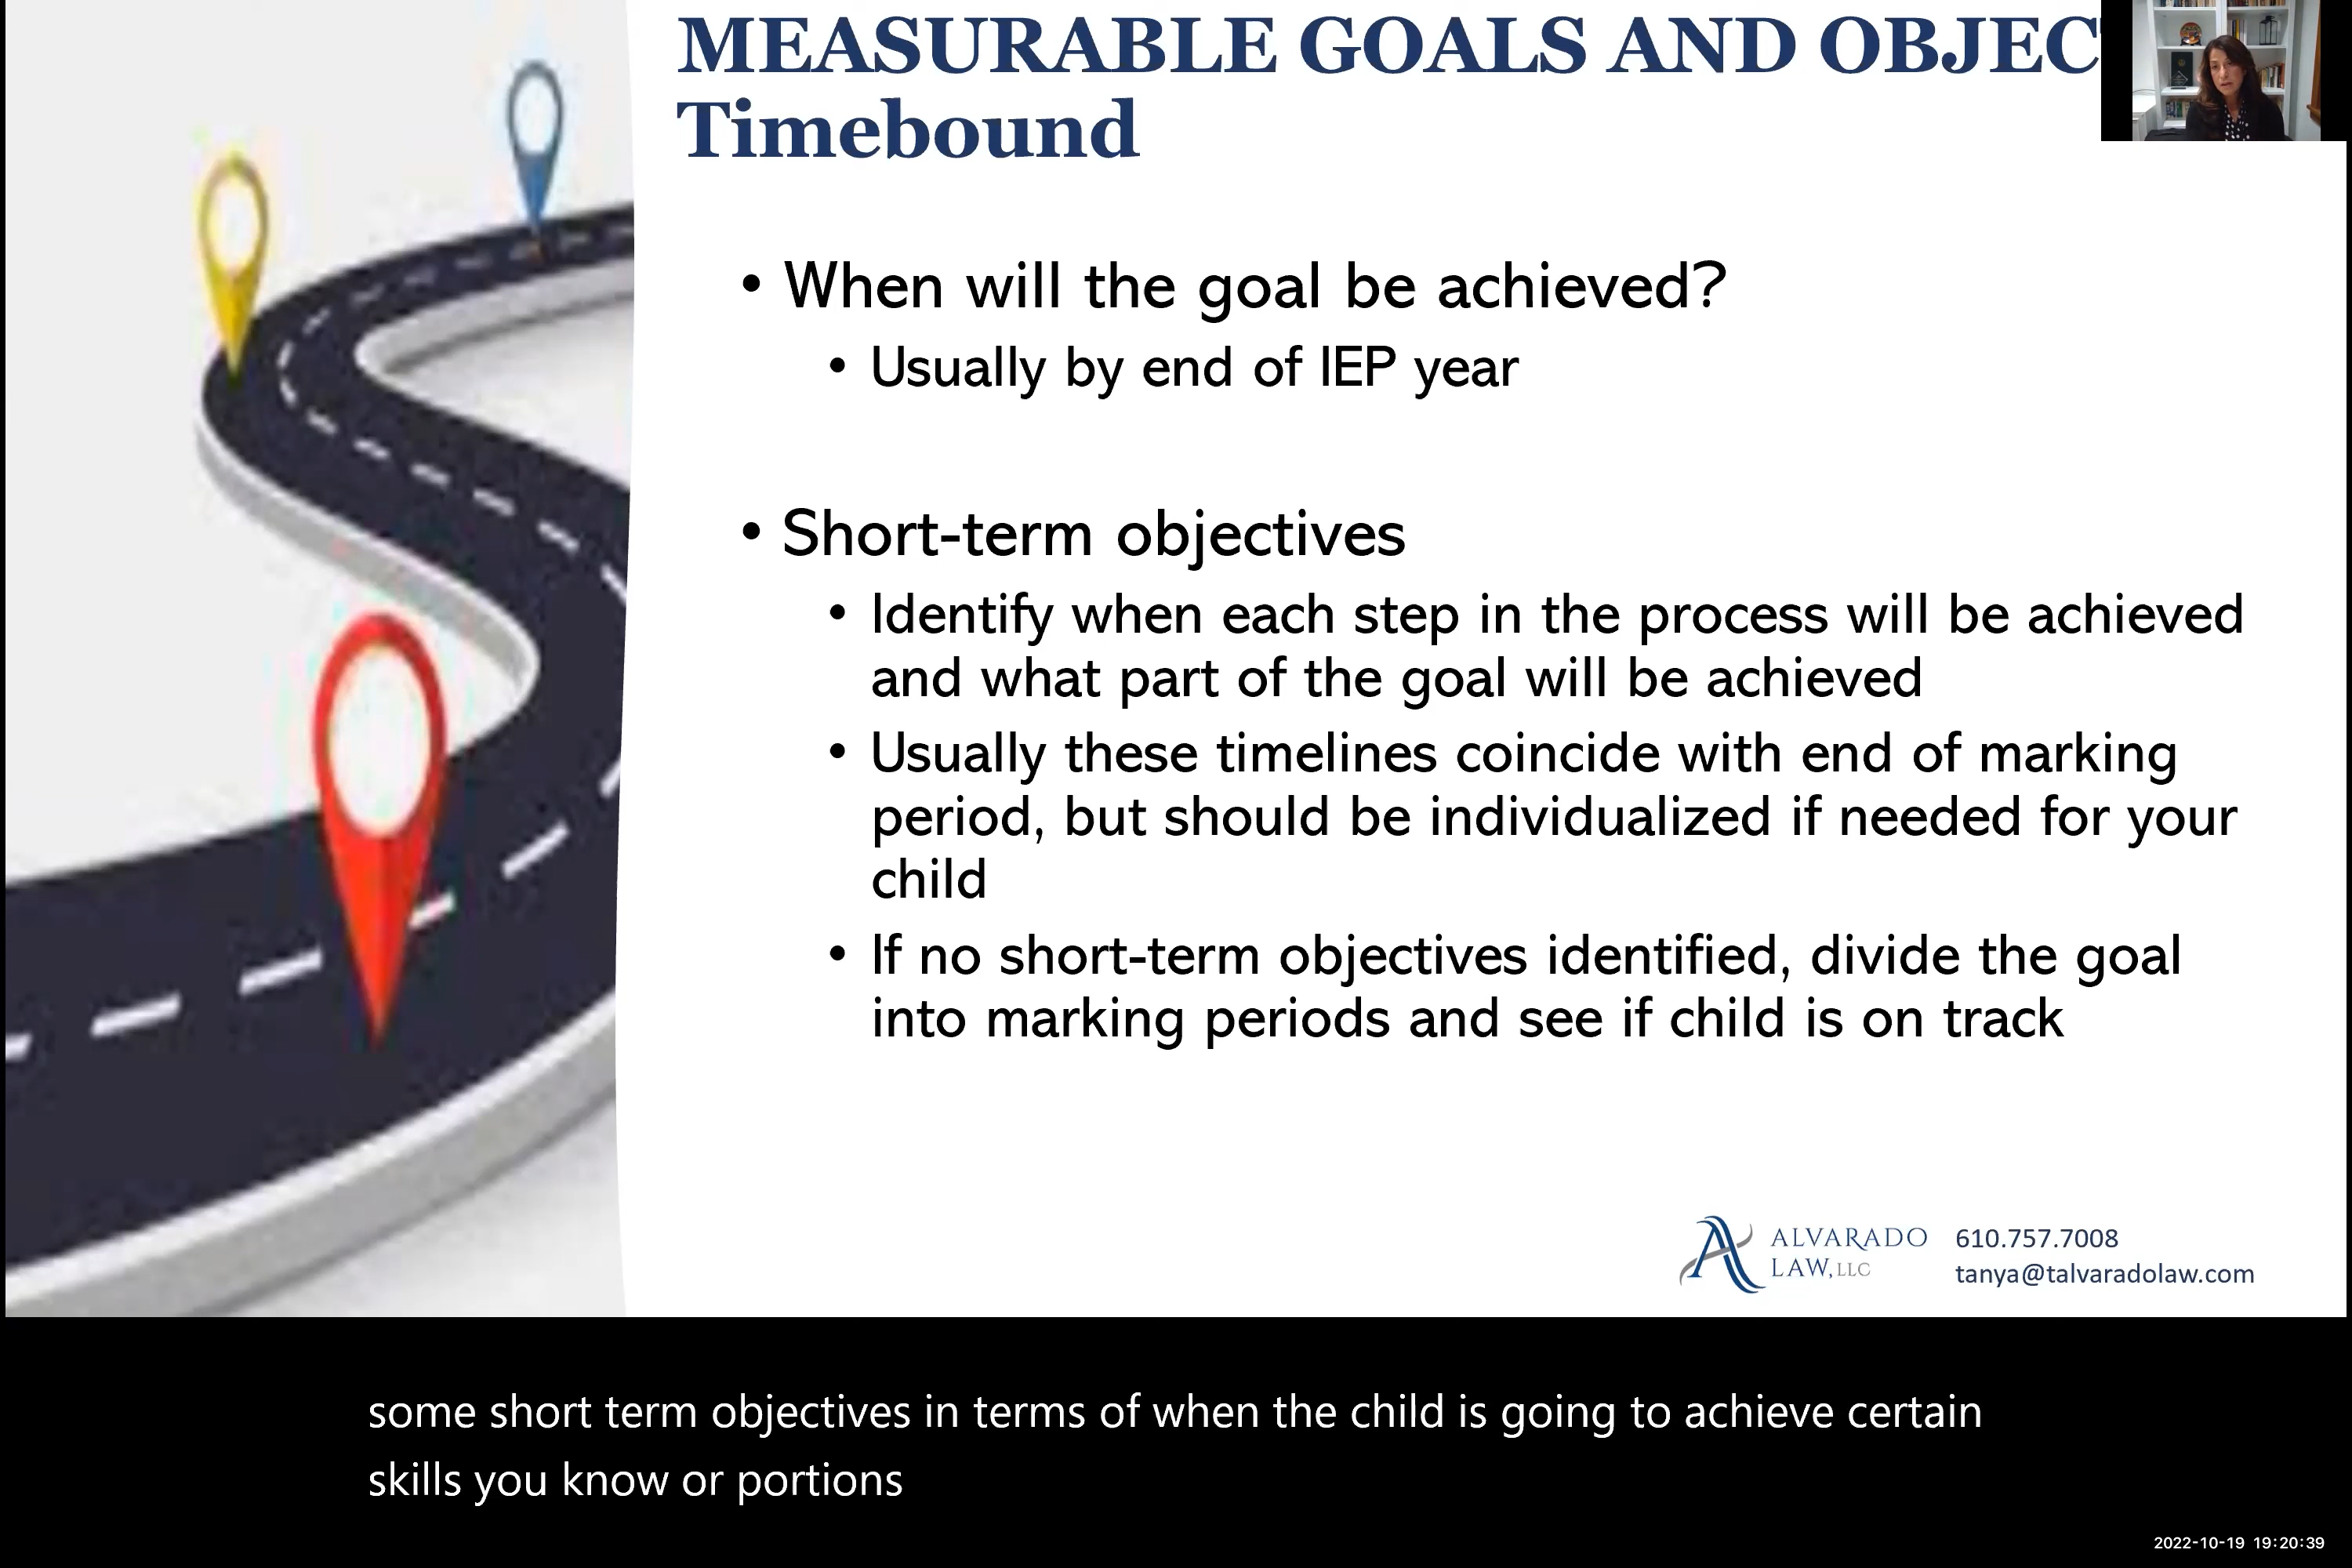 MEASURABLE GOALS AND OBJEC
Timebound
• When will the goal be achieved?
• Usually by end of IEP year
• Short-term objectives
• Identify when each step in the process will be achieved
and what part of the goal will be achieved
• Usually these timelines coincide with end of marking
period, but should be individualized if needed for your
child
• If no short-term objectives identified, divide the goal
into marking periods and see if child is on track
ALVARADO
LAW, LLC
610.757.7008
tanya@talvaradolaw.com
some short term objectives in terms of when the child is going to achieve certain
skills you know or portions
2022-10-19 19:20:39